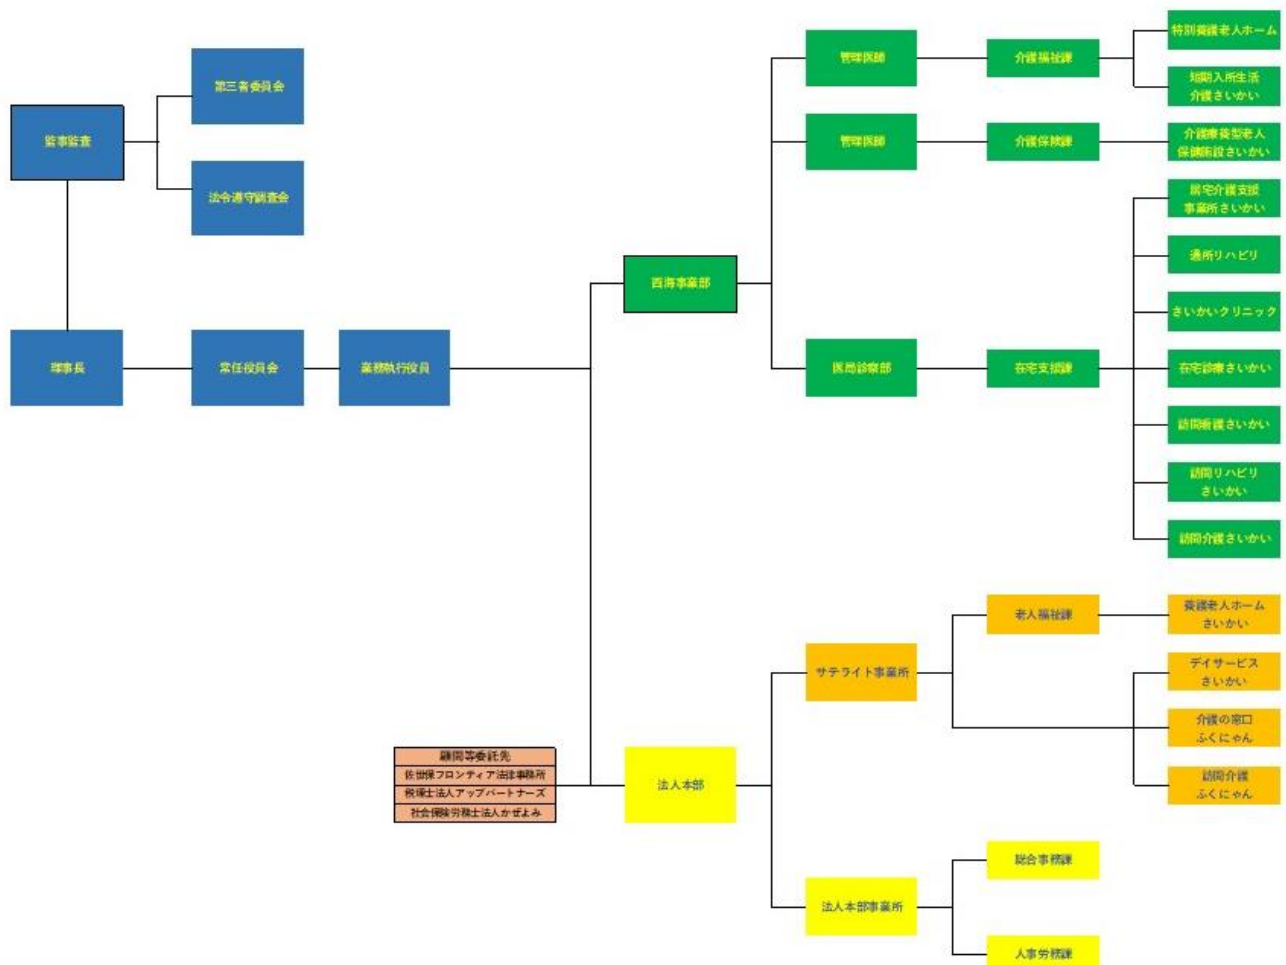 第三者委員会
監事監査
法令遵守調査会
理事長
常任役員会
業務執行役員
西海事業部
管理医師
介護福祉課
特別養護老人ホーム
短期入所生活
介護さいかい
管理医師
介護保険課
介護療養型老人
保健施設さいかい
医局診察部
在宅支援課
居宅介護支援
事業所さいかい
通所リハビリ
さいかいクリニック
在宅診療さいかい
訪問看護さいかい
訪問リハビリ
さいかい
訪問介護さいかい
顧問等委託先
佐世保フロンティア法律事務所
税理士法人アップパートナーズ
社会保険労務士法人かぜよみ
法人本部
サテライト事業所
老人福祉課
養護老人ホーム
さいかい
デイサービス
さいかい
介護の窓口
ふくにゃん
訪問介護
ふくにゃん
法人本部事業所
総合事務課
人事労務課